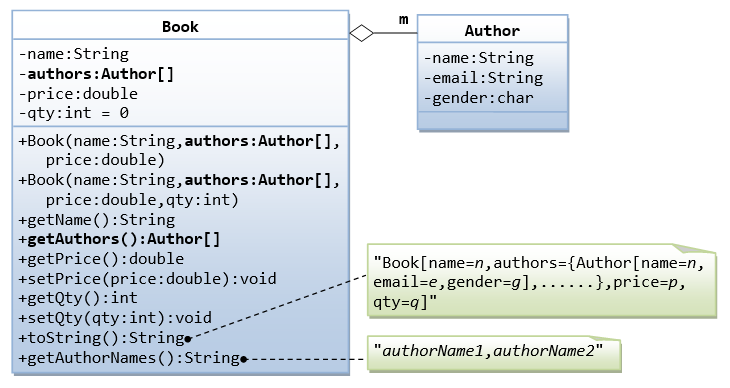 Book
-name:String
-authors:Author[]
-price:double
-qty:int = 0
+Book(name:String,authors:Author[],
price:double)
+Book(name:String,authors:Author[],
price:double,qty:int)
+getName():String
+getAuthors():Author[]
+getPrice():double
+setPrice(price:double):void
+getQty():int
+setQty(qty:int):void
+toString():String
+getAuthorNames():String
m
Author
-name:String
-email:String
-gender:char
"Book[name=n,authors={Author[name=n,
email=e,gender=g],......},price=p,
qty=q]"
"authorName1,authorName2"